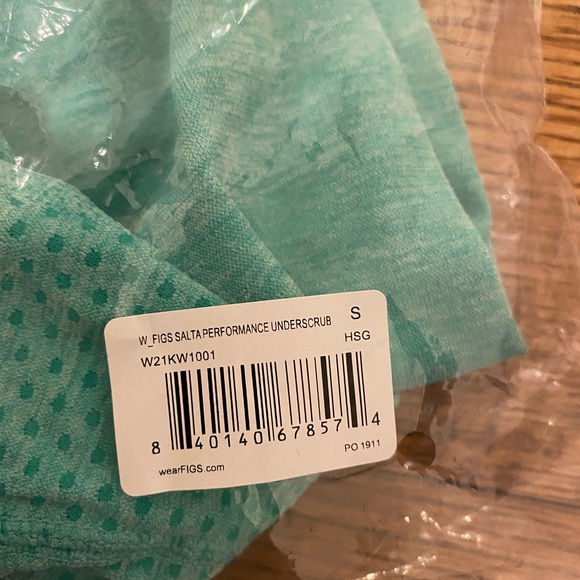 W_FIGS SALTA PERFORMANCE UNDERSCRUB S
W21KW1001 HSG
8 40140 67857 4
wearFIGS.com PO 1911